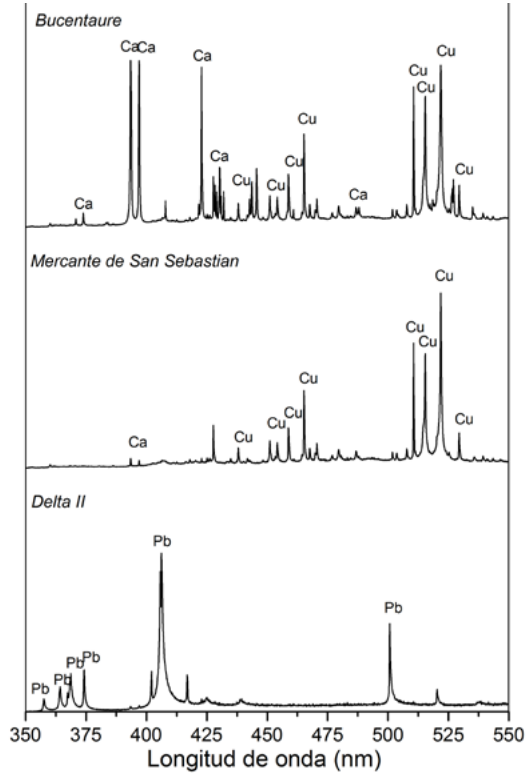 Bucentaure
Ca Ca Ca Cu Cu Cu
Cu
Ca Ca Cu Cu Cu Ca Cu
Mercante de San Sebastian
Cu
Cu Cu
Cu
Ca Cu Cu Cu Cu
Delta II
Pb
Pb
Pb Pb Pb Pb
350 375 400 425 450 475 500 525 550
Longitud de onda (nm)